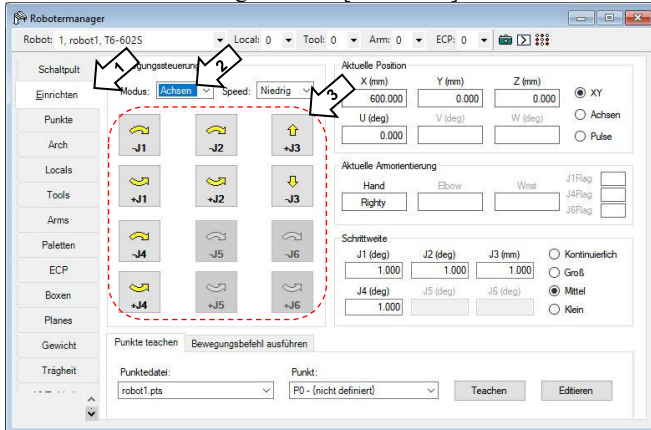 Robotermanager
Robot: 1, robot1, T6-602S Local: 0 Tool: 0 Arm: 0 ECP: 0
Schaltpult
Einrichten
Punkte
Arch
Locals
Tools
Arms
Paletten
ECP
Boxen
Planes
Gewicht
Trägheit
1
2
3
Modus: Achsen Speed: Niedrig
-J1 -J2 +J3
+J1 +J2 -J3
-J4 -J5 -J6
+J4 +J5 +J6
Aktuelle Position
X (mm) Y (mm) Z (mm)
600.000 0.000 0.000
U (deg) V (deg) W (deg)
0.000
XY
Achsen
Pulse
Aktuelle Armorientierung
Hand Elbow Wrist
Righty
J1Flag
J4Flag
J6Flag
Schrittweite
J1 (deg) J2 (deg) J3 (mm)
1.000 1.000 1.000
J4 (deg) J5 (deg) J6 (deg)
1.000
Kontinuierlich
Groß
Mittel
Klein
Punkte teachen Bewegungsbefehl ausführen
Punktedatei: Punkt:
robot1.pts P0 - (nicht definiert) Teachen Editieren